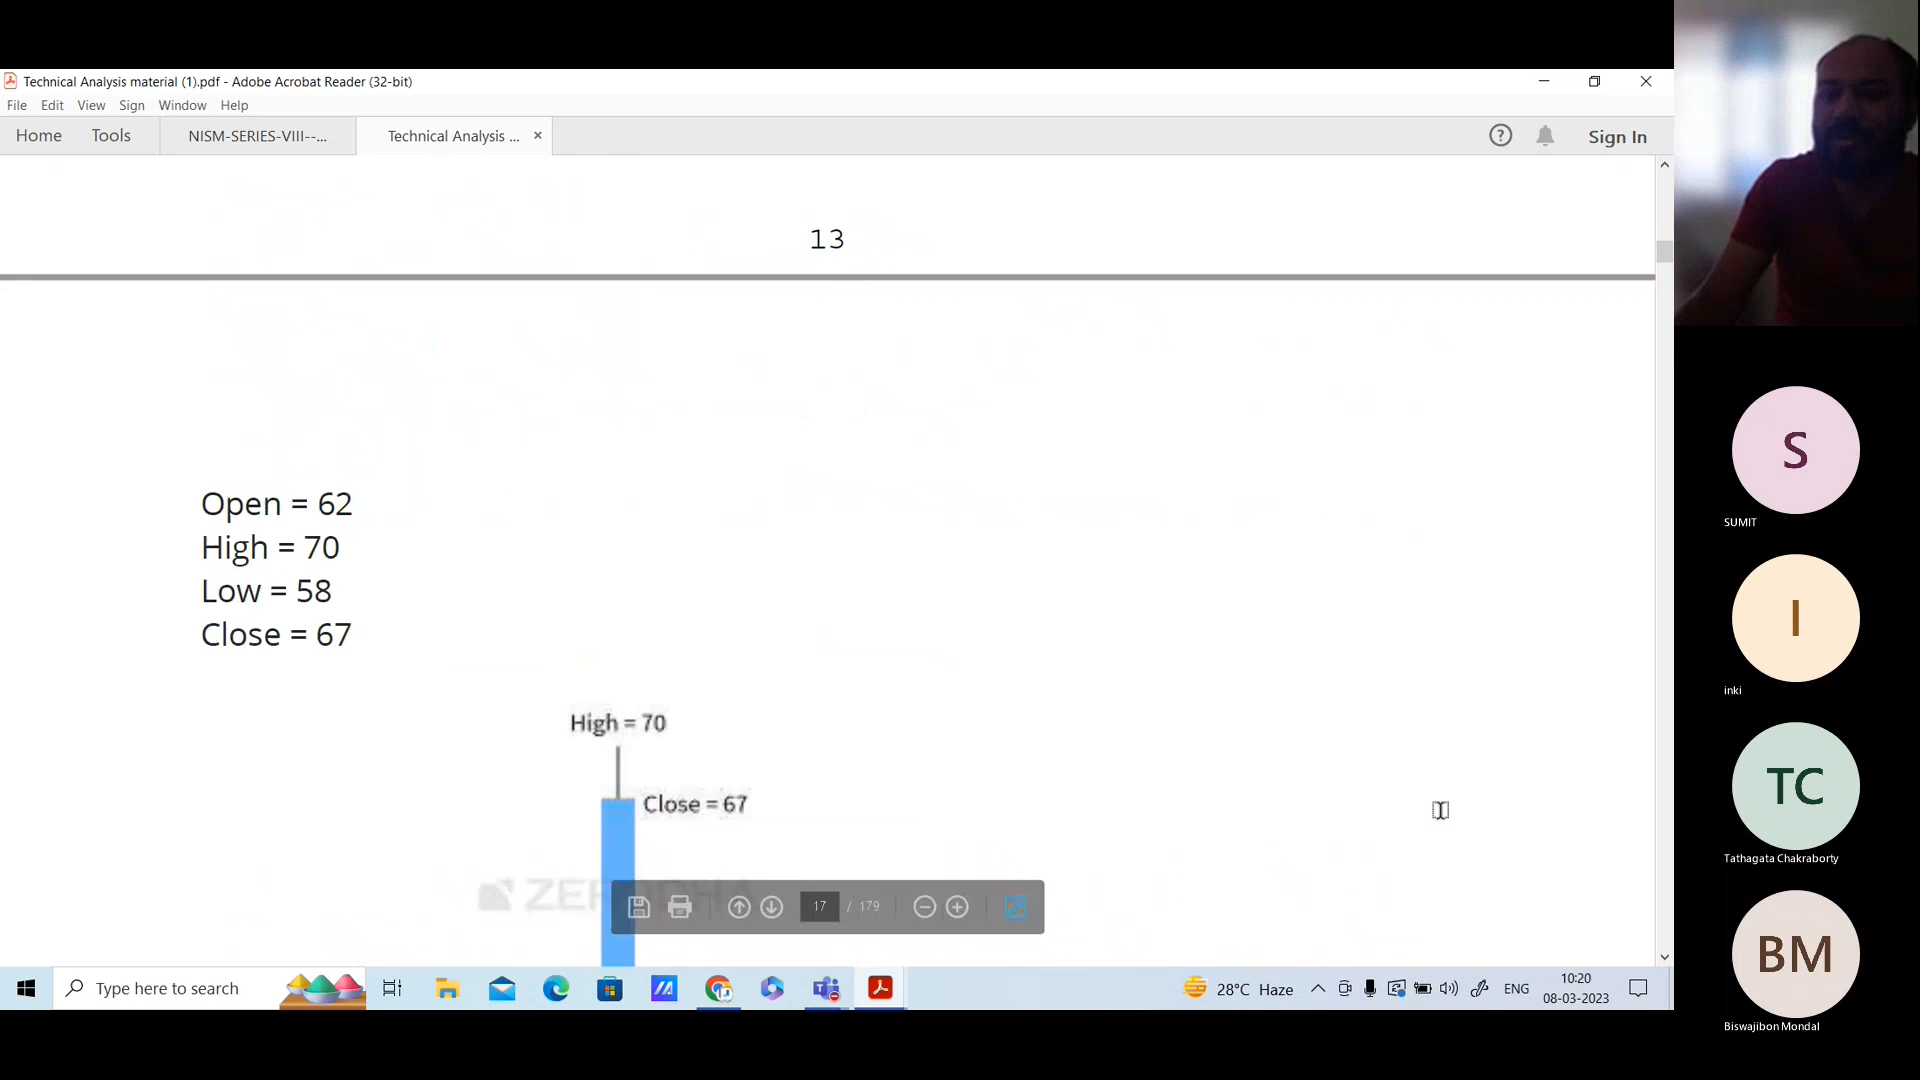 Technical Analysis material (1).pdf - Adobe Acrobat Reader (32-bit)
File Edit View Sign Window Help
Home Tools NISM-SERIES-VIII--... Technical Analysis ... × ? Sign In
13
Open = 62
High = 70
Low = 58
Close = 67
High = 70
Close = 67
17 / 179
Type here to search
28°C Haze
ENG
10:20
08-03-2023
S
SUMIT
I
inki
TC
Tathagata Chakraborty
BM
Biswajibon Mondal